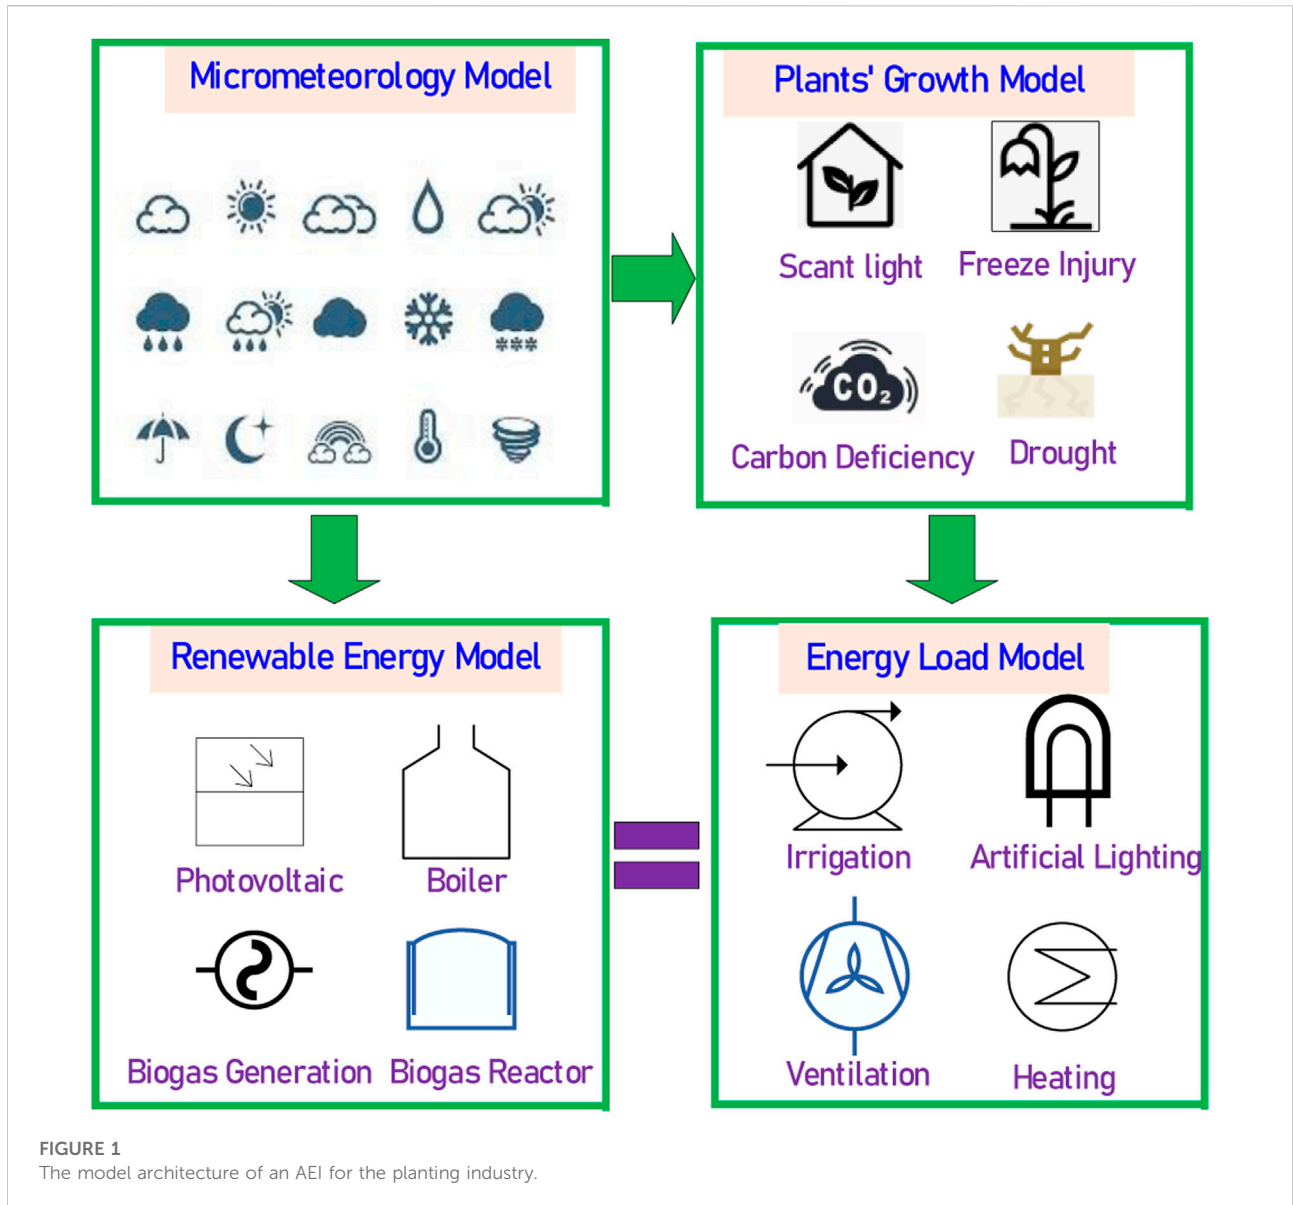 Micrometeorology Model
Plants' Growth Model
Scant light
Freeze Injury
CO₂
Carbon Deficiency
Drought
Renewable Energy Model
Photovoltaic
Boiler
Biogas Generation
Biogas Reactor
Energy Load Model
Irrigation
Artificial Lighting
Ventilation
Heating
FIGURE 1
The model architecture of an AEI for the planting industry.